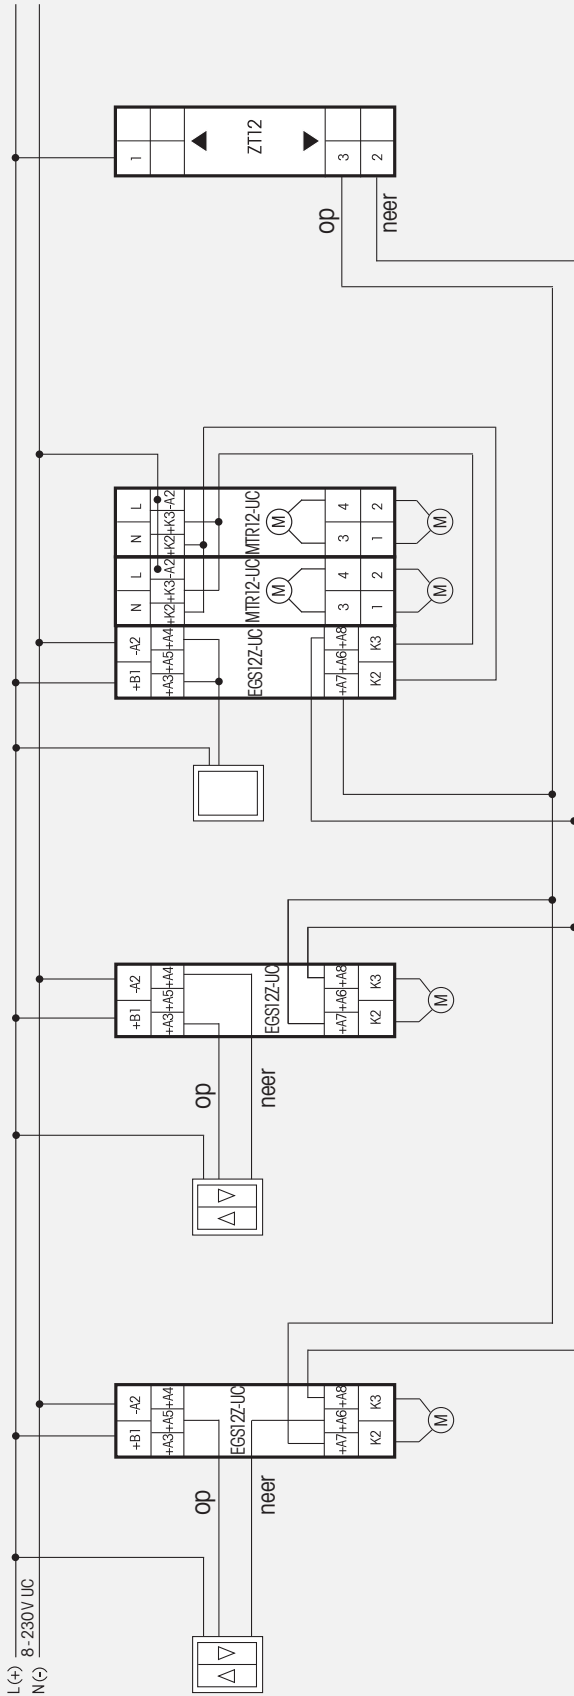 L(+)
8-230V UC
N(-)
op
neer
+B1 -A2
+A3+A5+A4
EGS12Z-UC
+A7+A6+A8
K2 K3
M
op
neer
+B1 -A2
+A3+A5+A4
EGS12Z-UC
+A7+A6+A8
K2 K3
M
+B1 -A2
+A3+A5+A4
EGS12Z-UC
+A7+A6+A8
K2 K3
N L
+K2+K3-A2
MTR12-UC
M
3 4
1 2
M
N L
+K2+K3-A2
MTR12-UC
M
3 4
1 2
M
1
ZT12
3
2
op
neer